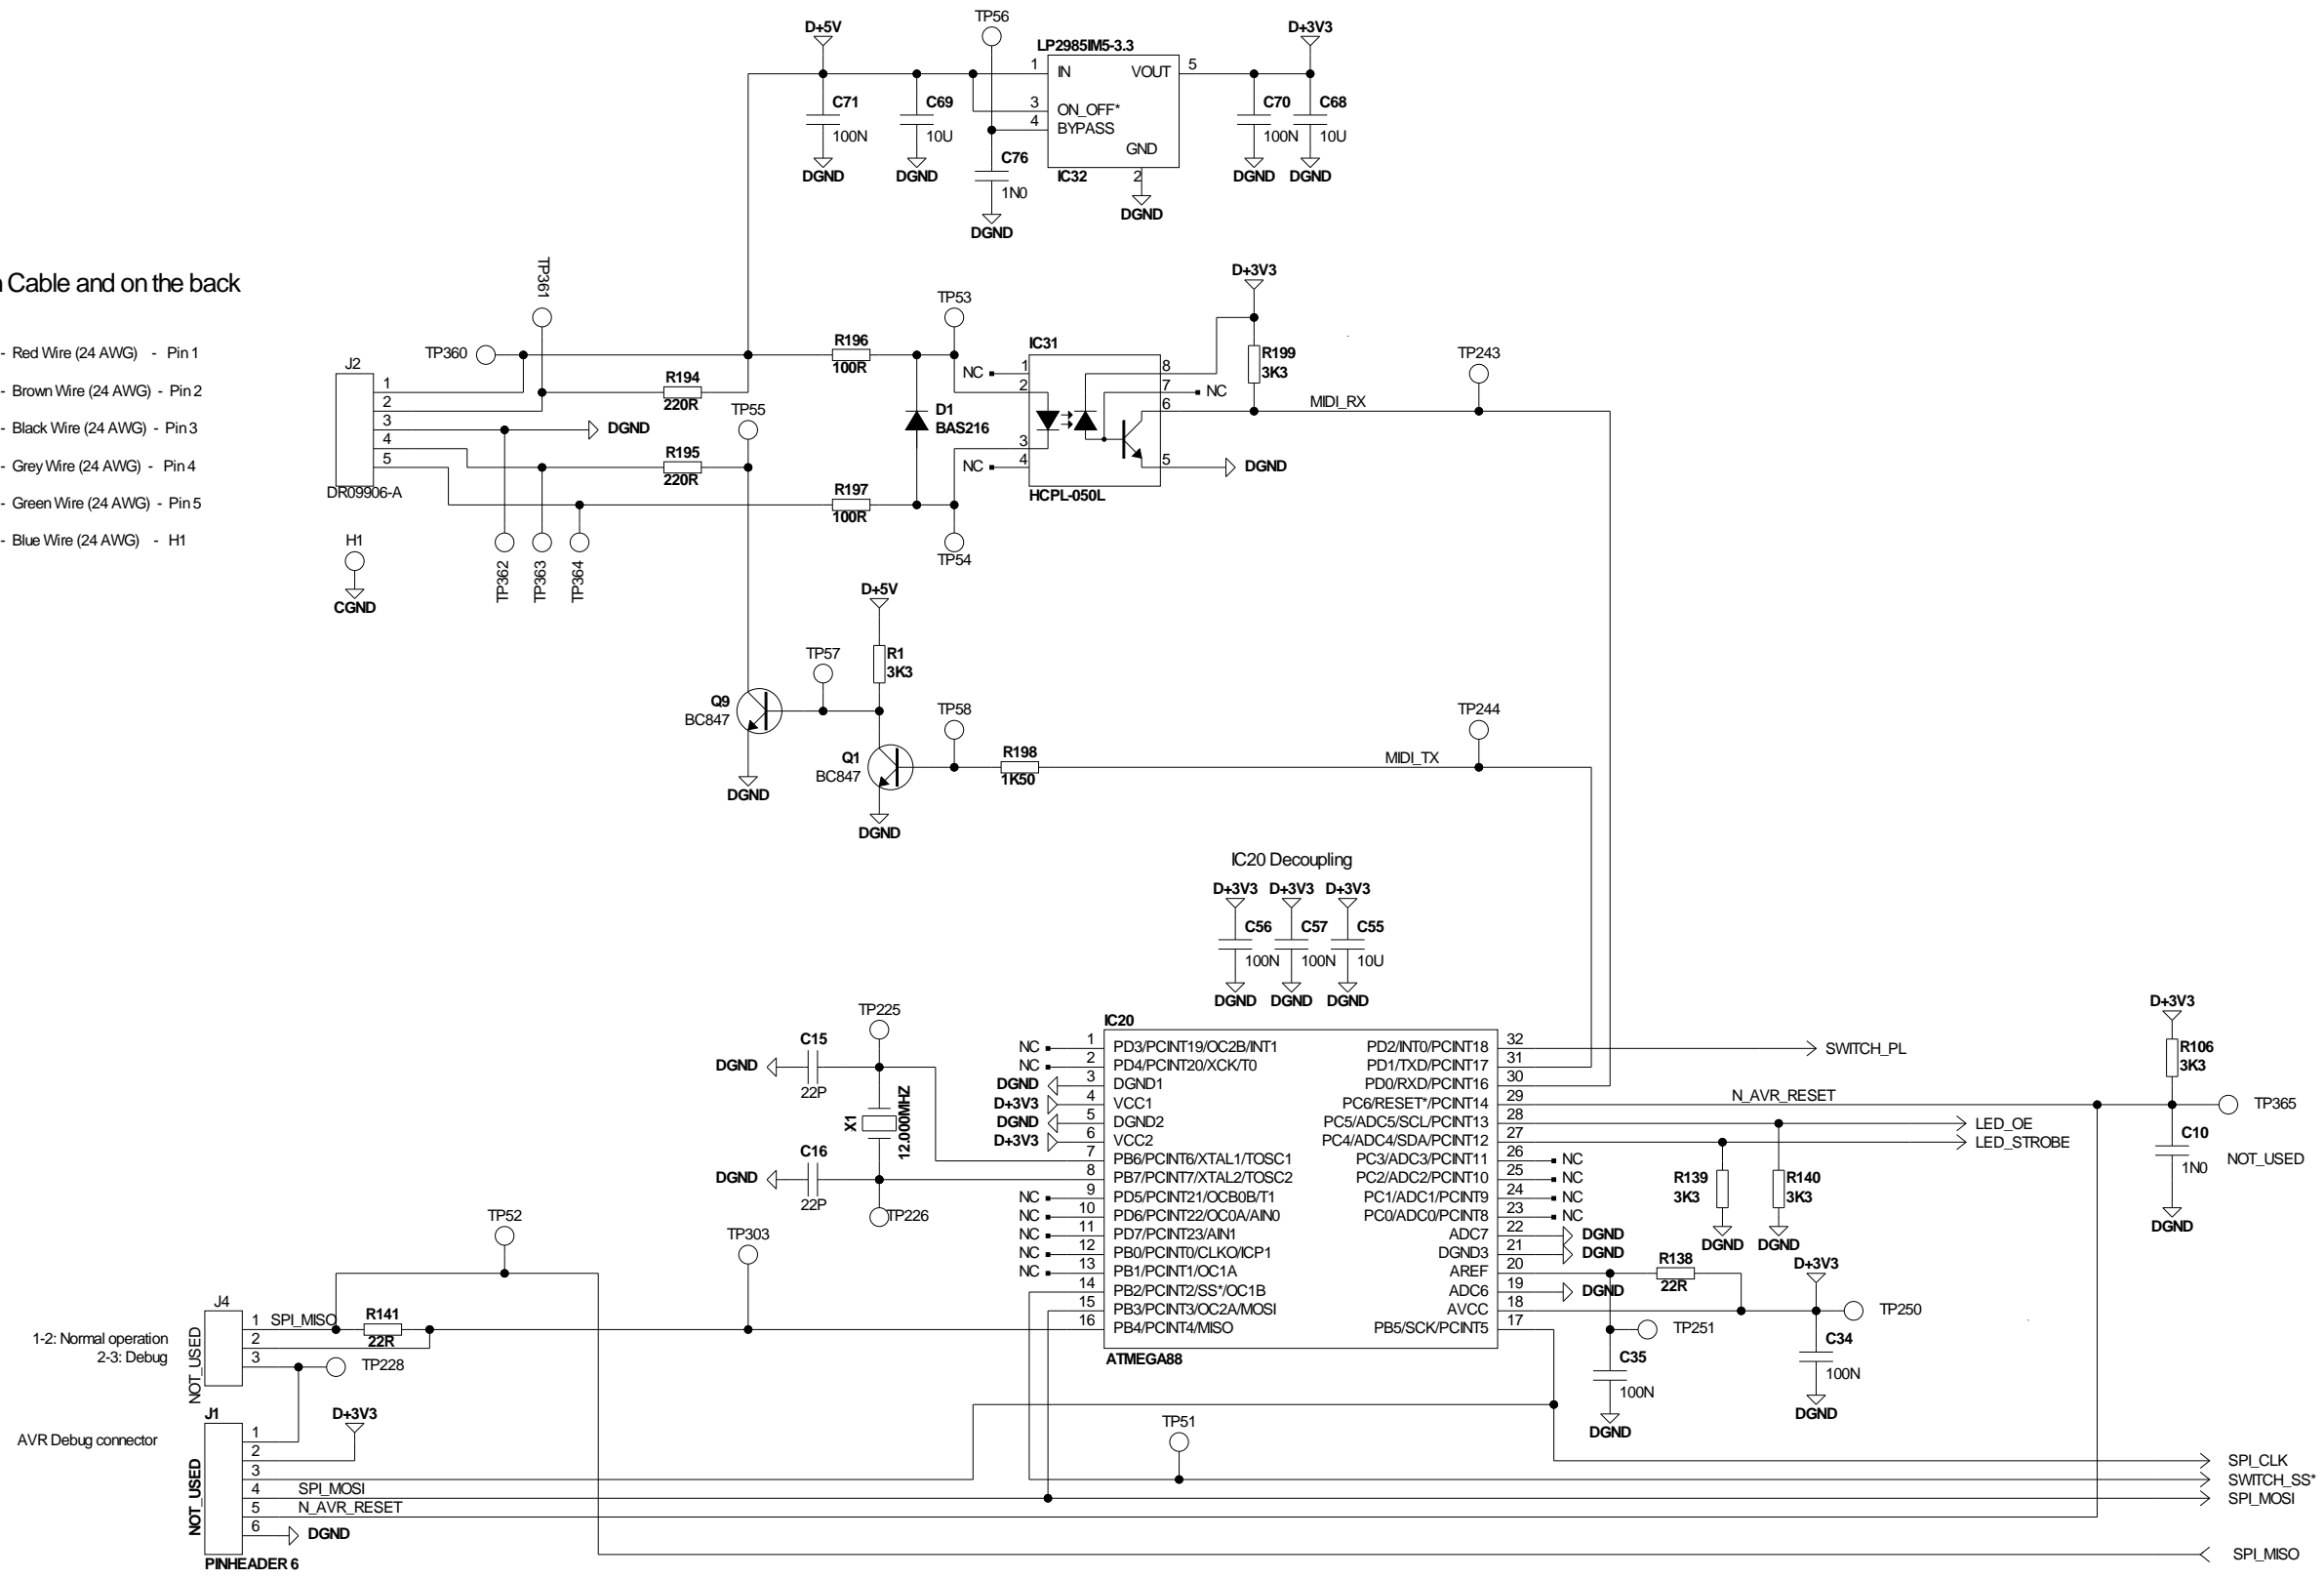 TP56
D+5V
D+3V3
LP2985IM5-3.3
1 IN VOUT 5
3 ON_OFF*
4 BYPASS
GND
IC32 2
DGND
C71
100N
DGND
C69
10U
DGND
C76
1N0
DGND
C70
100N
DGND
C68
10U
DGND
Cable and on the back
- Red Wire (24 AWG) - Pin 1
- Brown Wire (24 AWG) - Pin 2
- Black Wire (24 AWG) - Pin 3
- Grey Wire (24 AWG) - Pin 4
- Green Wire (24 AWG) - Pin 5
- Blue Wire (24 AWG) - H1
J2
1
2
3
4
5
DR09906-A
H1
CGND
TP361
TP360
DGND
TP362
TP363
TP364
R194
220R
R195
220R
TP55
R196
100R
R197
100R
D1
BAS216
TP53
TP54
IC31
NC 1
2
3
NC 4
8
7 NC
6
5 DGND
HCPL-050L
D+3V3
R199
3K3
MIDI_RX
TP243
D+5V
R1
3K3
TP57
Q9
BC847
DGND
Q1
BC847
DGND
TP58
R198
1K50
MIDI_TX
TP244
IC20 Decoupling
D+3V3 D+3V3 D+3V3
C56 C57 C55
100N 100N 10U
DGND DGND DGND
TP225
C15
DGND
22P
X1
12.000MHZ
C16
DGND
22P
TP226
IC20
NC 1 PD3/PCINT19/OC2B/INT1
NC 2 PD4/PCINT20/XCK/T0
DGND 3 DGND1
D+3V3 4 VCC1
DGND 5 DGND2
D+3V3 6 VCC2
7 PB6/PCINT6/XTAL1/TOSC1
8 PB7/PCINT7/XTAL2/TOSC2
NC 9 PD5/PCINT21/OCB0B/T1
NC 10 PD6/PCINT22/OC0A/AIN0
NC 11 PD7/PCINT23/AIN1
NC 12 PB0/PCINT0/CLKO/ICP1
NC 13 PB1/PCINT1/OC1A
14 PB2/PCINT2/SS*/OC1B
15 PB3/PCINT3/OC2A/MOSI
16 PB4/PCINT4/MISO
PD2/INT0/PCINT18 32 SWITCH_PL
PD1/TXD/PCINT17 31
PD0/RXD/PCINT16 30
PC6/RESET*/PCINT14 29 N_AVR_RESET
PC5/ADC5/SCL/PCINT13 28 LED_OE
PC4/ADC4/SDA/PCINT12 27 LED_STROBE
PC3/ADC3/PCINT11 26 NC
PC2/ADC2/PCINT10 25 NC
PC1/ADC1/PCINT9 24 NC
PC0/ADC0/PCINT8 23 NC
ADC7 22 DGND
DGND3 21 DGND
AREF 20
ADC6 19 DGND
AVCC 18
PB5/SCK/PCINT5 17
ATMEGA88
D+3V3
R106
3K3
TP365
C10
1N0
NOT_USED
DGND
R139
3K3
DGND
R140
3K3
DGND
R138
22R
D+3V3
TP250
TP251
C34
100N
DGND
C35
100N
DGND
TP52
TP303
J4
1 SPI_MISO
2
3
NOT_USED
1-2: Normal operation
2-3: Debug
R141
22R
TP228
J1
D+3V3
AVR Debug connector
NOT_USED
1
2
3
4 SPI_MOSI
5 N_AVR_RESET
6 DGND
PINHEADER 6
TP51
SPI_CLK
SWITCH_SS*
SPI_MOSI
SPI_MISO